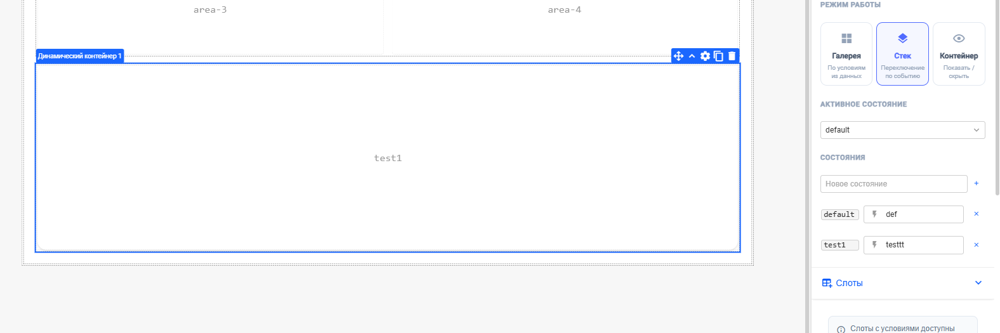 area-3
area-4
Динамический контейнер 1
test1
РЕЖИМ РАБОТЫ
Галерея
По условиям
из данных
Стек
Переключение
по событию
Контейнер
Показать /
скрыть
АКТИВНОЕ СОСТОЯНИЕ
default
СОСТОЯНИЯ
Новое состояние
+
default
def
×
test1
testtt
×
Слоты
Слоты с условиями доступны